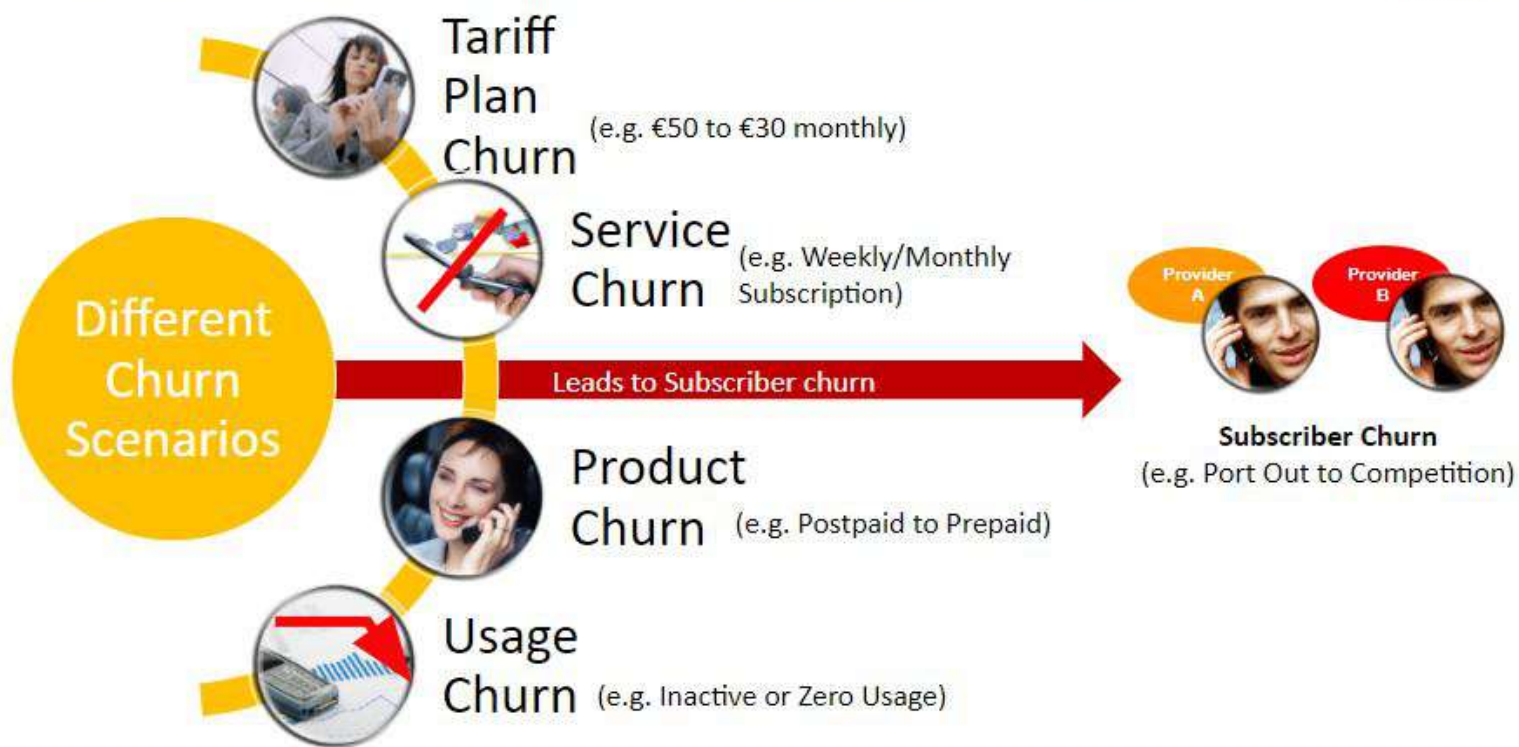 Different
Churn
Scenarios
Tariff
Plan
Churn (e.g. €50 to €30 monthly)
Service
Churn
(e.g. Weekly/Monthly
Subscription)
Leads to Subscriber churn
Product
Churn (e.g. Postpaid to Prepaid)
Usage
Churn (e.g. Inactive or Zero Usage)
Provider
A
Provider
B
Subscriber Churn
(e.g. Port Out to Competition)